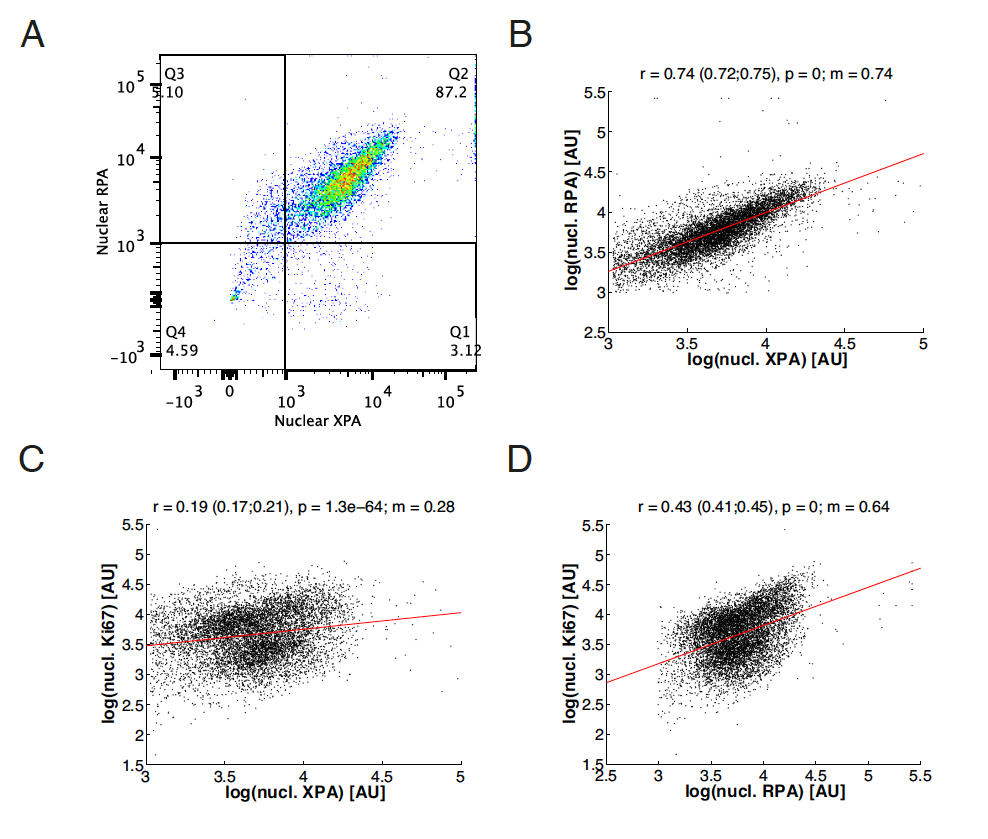 A
Q3
5.10
Q2
87.2
10^5
10^4
10^3
-10^3
Nuclear RPA
Q4
4.59
Q1
3.12
-10^3
0
10^3
10^4
10^5
Nuclear XPA
B
r = 0.74 (0.72;0.75), p = 0; m = 0.74
5.5
5
4.5
4
3.5
3
2.5
log(nucl. RPA) [AU]
3
3.5
4
4.5
5
log(nucl. XPA) [AU]
C
r = 0.19 (0.17;0.21), p = 1.3e−64; m = 0.28
5.5
5
4.5
4
3.5
3
2.5
2
1.5
log(nucl. Ki67) [AU]
3
3.5
4
4.5
5
log(nucl. XPA) [AU]
D
r = 0.43 (0.41;0.45), p = 0; m = 0.64
5.5
5
4.5
4
3.5
3
2.5
2
1.5
log(nucl. Ki67) [AU]
2.5
3
3.5
4
4.5
5
5.5
log(nucl. RPA) [AU]